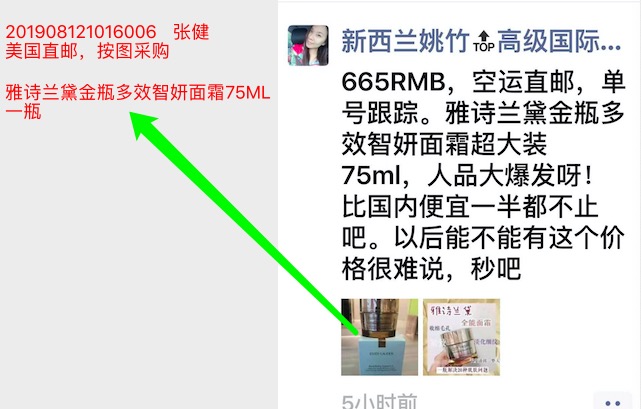 201908121016006 张健
美国直邮，按图采购
雅诗兰黛金瓶多效智妍面霜75ML
一瓶
新西兰姚竹TOP高级国际...
665RMB，空运直邮，单
号跟踪。雅诗兰黛金瓶多
效智妍面霜超大装
75ml，人品大爆发呀！
比国内便宜一半都不止
吧。以后能不能有这个价
格很难说，秒吧
雅诗兰黛
全能面霜
5小时前